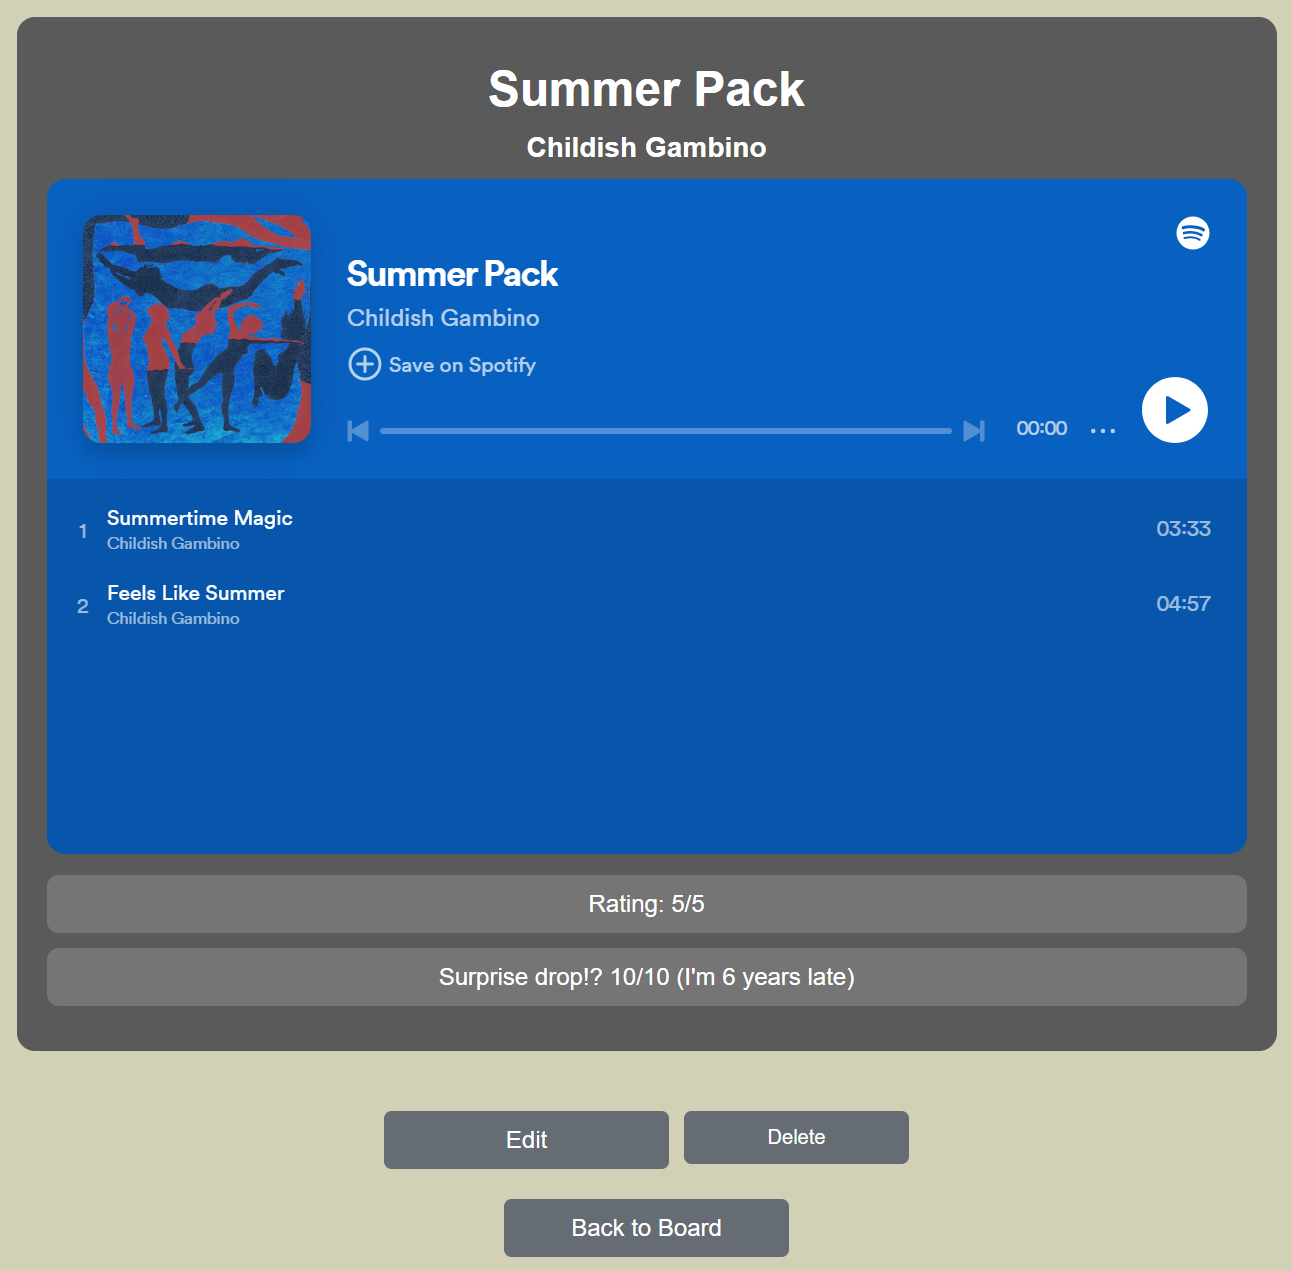 Summer Pack
Childish Gambino
Summer Pack
Childish Gambino
Save on Spotify
00:00
1 Summertime Magic 03:33
Childish Gambino
2 Feels Like Summer 04:57
Childish Gambino
Rating: 5/5
Surprise drop!? 10/10 (I'm 6 years late)
Edit Delete
Back to Board